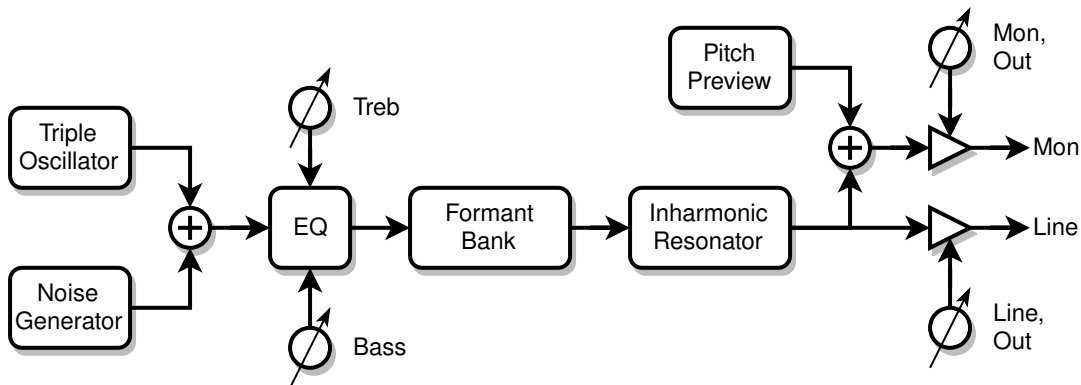 Triple
Oscillator
Noise
Generator
+
Treb
EQ
Bass
Formant
Bank
Inharmonic
Resonator
Pitch
Preview
+
Mon,
Out
Mon
Line
Line,
Out